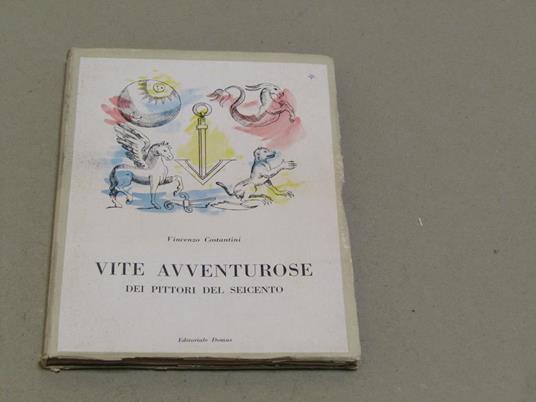 Vincenzo Costantini
VITE AVVENTUROSE
DEI PITTORI DEL SEICENTO
Editoriale Domus